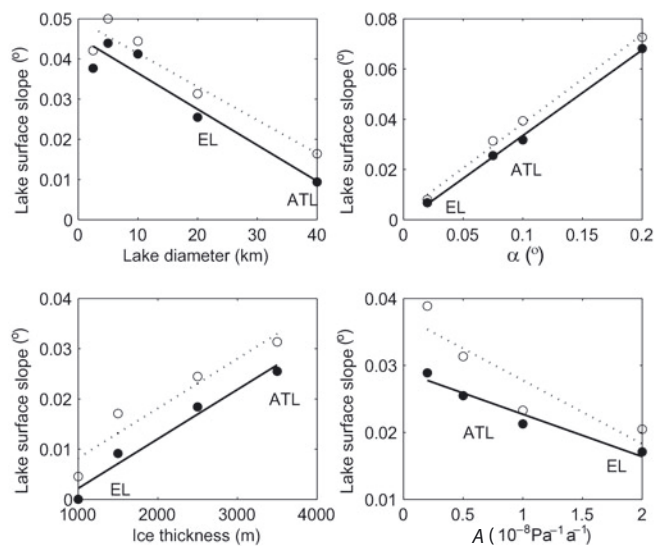 0.05
0.04
0.03
0.02
0.01
0
Lake surface slope (º)
EL
ATL
0 10 20 30 40
Lake diameter (km)
0.08
0.06
0.04
0.02
0
Lake surface slope (º)
EL
ATL
0 0.05 0.1 0.15 0.2
α (º)
0.04
0.03
0.02
0.01
0
Lake surface slope (º)
EL
ATL
1000 2000 3000 4000
Ice thickness (m)
0.04
0.03
0.02
0.01
Lake surface slope (º)
ATL
EL
0 0.5 1 1.5 2
A (10⁻⁸Pa⁻¹a⁻¹)